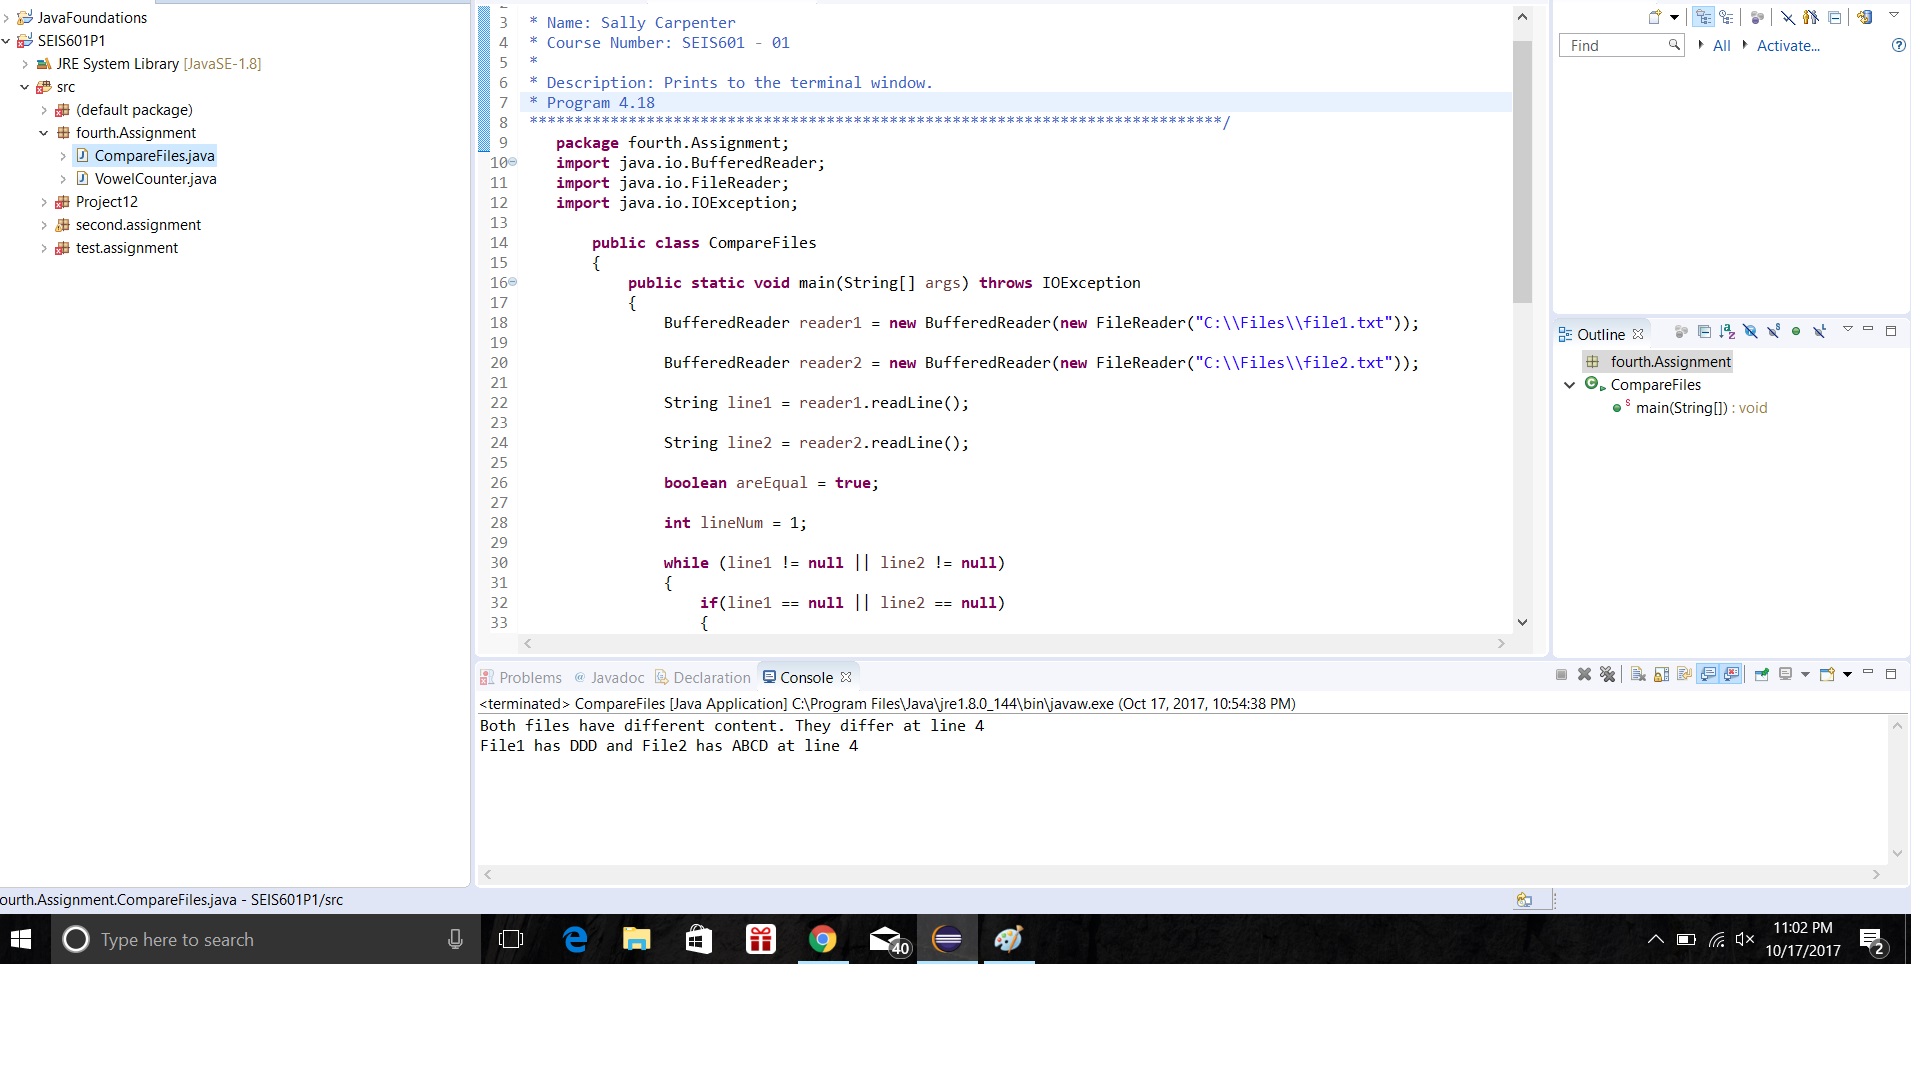 JavaFoundations
SEIS601P1
JRE System Library [JavaSE-1.8]
src
(default package)
fourth.Assignment
CompareFiles.java
VowelCounter.java
Project12
second.assignment
test.assignment
3 * Name: Sally Carpenter
4 * Course Number: SEIS601 - 01
5 *
6 * Description: Prints to the terminal window.
7 * Program 4.18
8 *****************************************************************************/
9 package fourth.Assignment;
10 import java.io.BufferedReader;
11 import java.io.FileReader;
12 import java.io.IOException;
13
14 public class CompareFiles
15 {
16 public static void main(String[] args) throws IOException
17 {
18 BufferedReader reader1 = new BufferedReader(new FileReader("C:\\Files\\file1.txt"));
19
20 BufferedReader reader2 = new BufferedReader(new FileReader("C:\\Files\\file2.txt"));
21
22 String line1 = reader1.readLine();
23
24 String line2 = reader2.readLine();
25
26 boolean areEqual = true;
27
28 int lineNum = 1;
29
30 while (line1 != null || line2 != null)
31 {
32 if(line1 == null || line2 == null)
33 {
Find
All
Activate...
Outline
fourth.Assignment
CompareFiles
main(String[]) : void
Problems @ Javadoc Declaration Console
<terminated> CompareFiles [Java Application] C:\Program Files\Java\jre1.8.0_144\bin\javaw.exe (Oct 17, 2017, 10:54:38 PM)
Both files have different content. They differ at line 4
File1 has DDD and File2 has ABCD at line 4
ourth.Assignment.CompareFiles.java - SEIS601P1/src
Type here to search
40
11:02 PM
10/17/2017
2